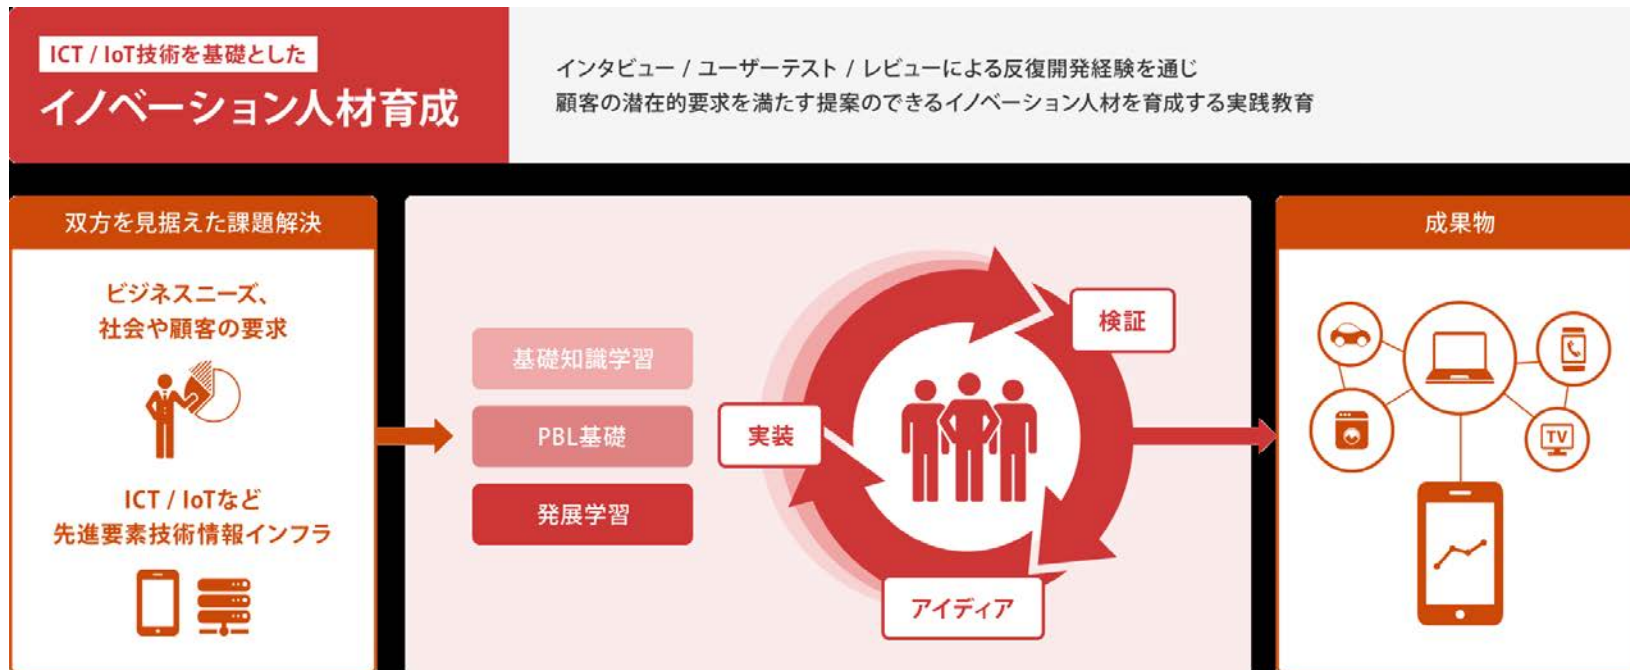 ICT / IoT技術を基礎とした
イノベーション人材育成
インタビュー / ユーザーテスト / レビューによる反復開発経験を通じ
顧客の潜在的要求を満たす提案のできるイノベーション人材を育成する実践教育
双方を見据えた課題解決
ビジネスニーズ、
社会や顧客の要求
ICT / IoTなど
先進要素技術情報インフラ
基礎知識学習
PBL基礎
発展学習
検証
実装
アイディア
成果物
TV